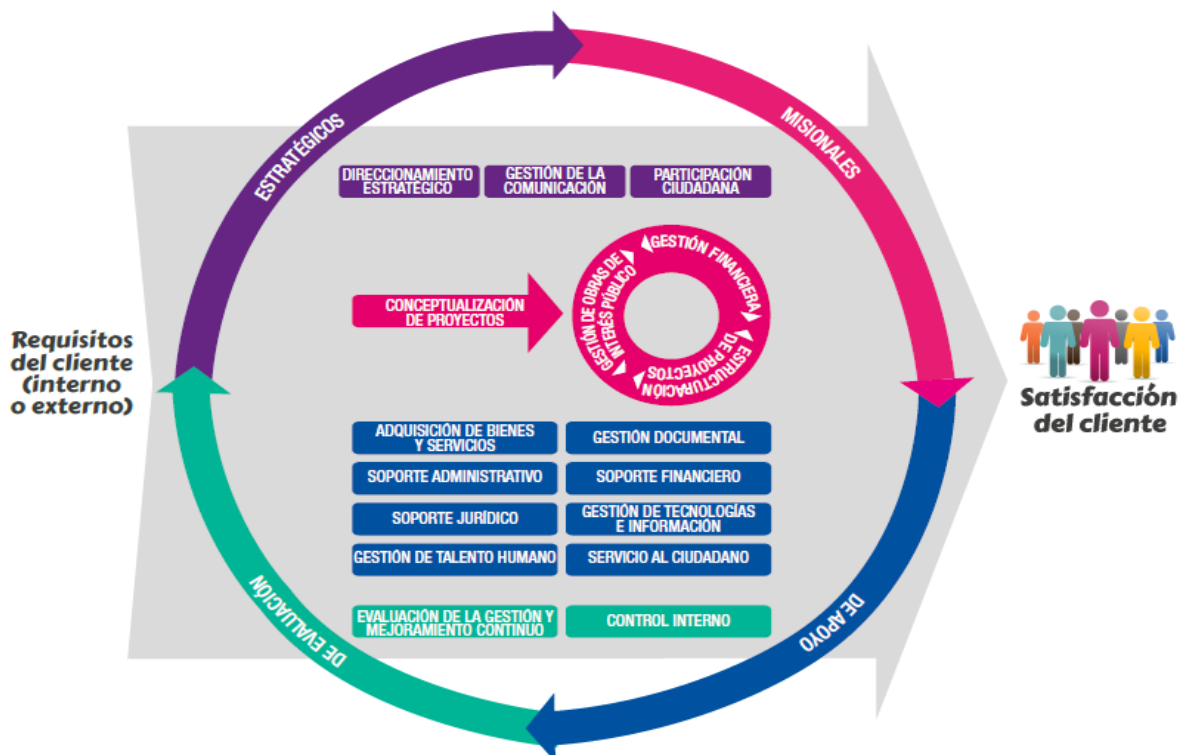 ESTRATÉGICOS
MISIONALES
DIRECCIONAMIENTO
ESTRATÉGICO
GESTIÓN DE LA
COMUNICACIÓN
PARTICIPACIÓN
CIUDADANA
CONCEPTUALIZACIÓN
DE PROYECTOS
GESTIÓN DE OBRAS DE
INTERÉS PÚBLICO
GESTIÓN FINANCIERA
ESTRUCTURACIÓN
DE PROYECTOS
Requisitos
del cliente
(interno
o externo)
Satisfacción
del cliente
ADQUISICIÓN DE BIENES
Y SERVICIOS
GESTIÓN DOCUMENTAL
SOPORTE ADMINISTRATIVO
SOPORTE FINANCIERO
SOPORTE JURÍDICO
GESTIÓN DE TECNOLOGÍAS
E INFORMACIÓN
GESTIÓN DE TALENTO HUMANO
SERVICIO AL CIUDADANO
EVALUACIÓN DE LA GESTIÓN Y
MEJORAMIENTO CONTINUO
CONTROL INTERNO
DE EVALUACIÓN
DE APOYO